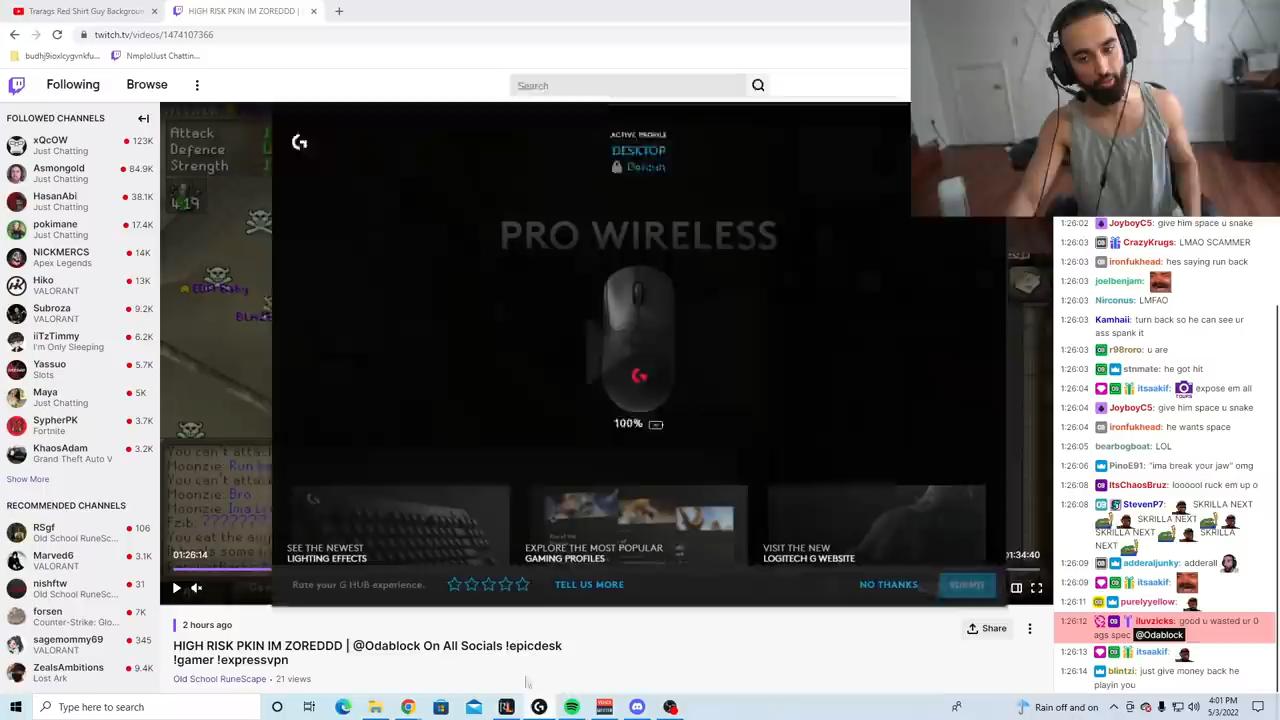 Trarags Red Shirt Guy Backgroun
HIGH RISK PKIN IM ZOREDDD | @O
twitch.tv/videos/1474107366
budhj9ioxlcygvnkfu...
NmploIJust Chattin...
Following
Browse
Search
FOLLOWED CHANNELS
xQcOW
123K
Just Chatting
Asmongold
84.9K
Just Chatting
HasanAbi
38.1K
Just Chatting
pokimane
17.4K
Just Chatting
NICKMERCS
14K
Apex Legends
Hiko
13K
VALORANT
Subroza
9.2K
VALORANT
iiTzTimmy
6.2K
I'm Only Sleeping
Yassuo
5.7K
Slots
Maya
5K
Just Chatting
SypherPK
3.7K
Fortnite
KhaosAdam
3.2K
Grand Theft Auto V
Show More
RECOMMENDED CHANNELS
RSgf
106
Old School RuneSc...
Marved6
3.1K
VALORANT
nishftw
31
Old School RuneSc...
forsen
7K
Counter-Strike: Glo...
sagemommy69
345
VALORANT
ZealsAmbitions
9.4K
Lost Ark
Attack
Defence
Strength
4:19
You can't atta
Moonzie: Run
Moonzie: Bro
01:26:14
ACTIVE PROFILE
DESKTOP
PRO WIRELESS
100%
SEE THE NEWEST
LIGHTING EFFECTS
EXPLORE THE MOST POPULAR
GAMING PROFILES
VISIT THE NEW
LOGITECH G WEBSITE
Rate your G HUB experience.
TELL US MORE
NO THANKS
SUBMIT
:34:40
2 hours ago
Share
HIGH RISK PKIN IM ZOREDDD | @Odablock On All Socials !epicdesk
!gamer !expressvpn
Old School RuneScape • 21 views
1:26:02 JoyboyC5: give him space u snake
1:26:03 CrazyKrugs: LMAO SCAMMER
1:26:03 ironfukhead: hes saying run back
1:26:03 joelbenjam:
1:26:03 Nirconus: LMFAO
1:26:03 Kamhaii: turn back so he can see ur
ass spank it
1:26:03 r98roro: u are
1:26:03 stnmate: he got hit
1:26:04 itsaakif: expose em all
1:26:04 JoyboyC5: give him space u snake
1:26:04 ironfukhead: he wants space
1:26:05 bearbogboat: LOL
1:26:06 PinoE91: "ima break your jaw" omg
1:26:08 ItsChaosBruz: loooool ruck em up o
1:26:08 StevenP7: SKRILLA NEXT
SKRILLA NEXT
SKRILLA NEXT SKRILLA
NEXT
1:26:09 adderaljunky: adderall
1:26:09 itsaakif:
1:26:11 purelyyellow:
1:26:12 iluvzicks: good u wasted ur 0
ags spec @Odablock
1:26:13 itsaakif:
1:26:14 blintzi: just give money back he
playin you
Type here to search
Rain off and on
4:01 PM
5/3/2022